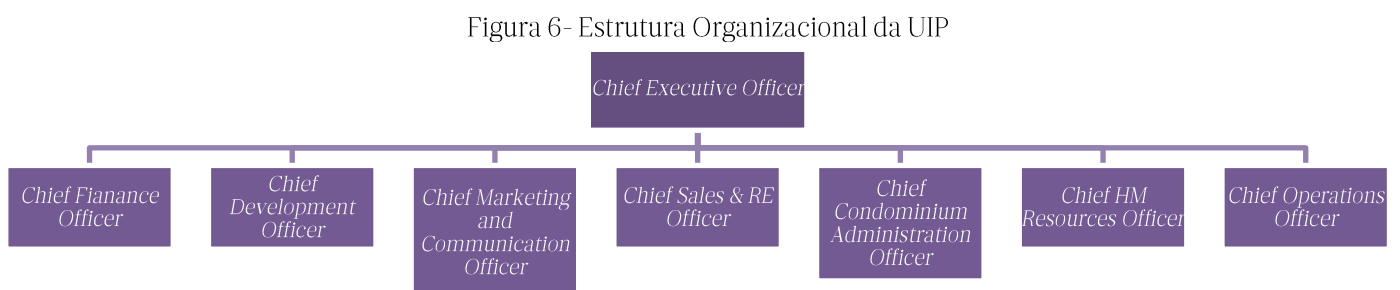 Figura 6- Estrutura Organizacional da UIP
Chief Executive Officer
Chief Fianance
Officer
Chief
Development
Officer
Chief Marketing
and
Communication
Officer
Chief Sales & RE
Officer
Chief
Condominium
Administration
Officer
Chief HM
Resources Officer
Chief Operations
Officer